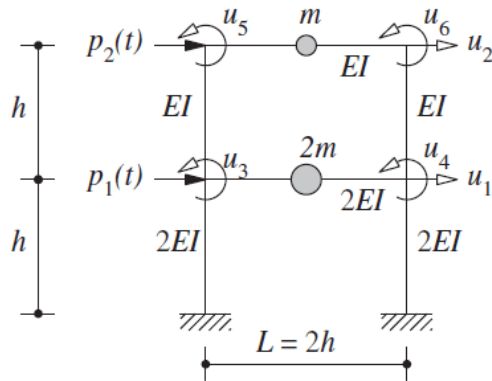 p₂(t) u₅ m u₆
EI u₂
h EI EI
p₁(t) u₃ 2m u₄
2EI u₁
h 2EI 2EI
L = 2h